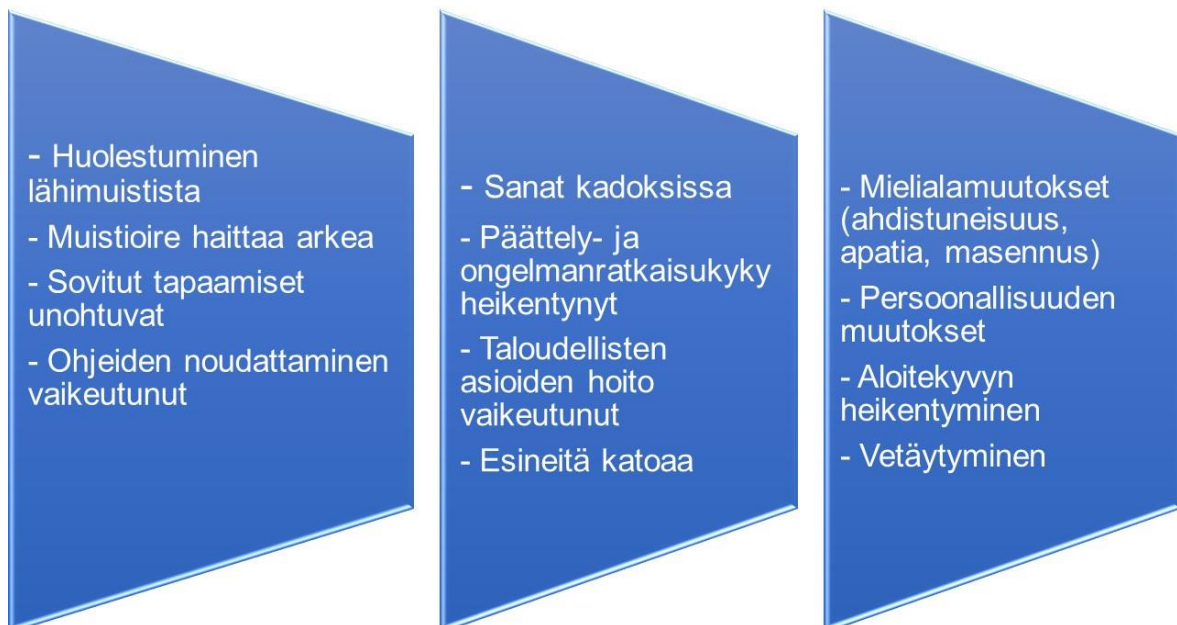 - Huolestuminen
lähimuistista
- Muistioire haittaa arkea
- Sovitut tapaamiset
unohtuvat
- Ohjeiden noudattaminen
vaikeutunut
- Sanat kadoksissa
- Päättely- ja
ongelmanratkaisukyky
heikentynyt
- Taloudellisten
asioiden hoito
vaikeutunut
- Esineitä katoaa
- Mielialamuutokset
(ahdistuneisuus,
apatia, masennus)
- Persoonallisuuden
muutokset
- Aloitekyvyn
heikentyminen
- Vetäytyminen